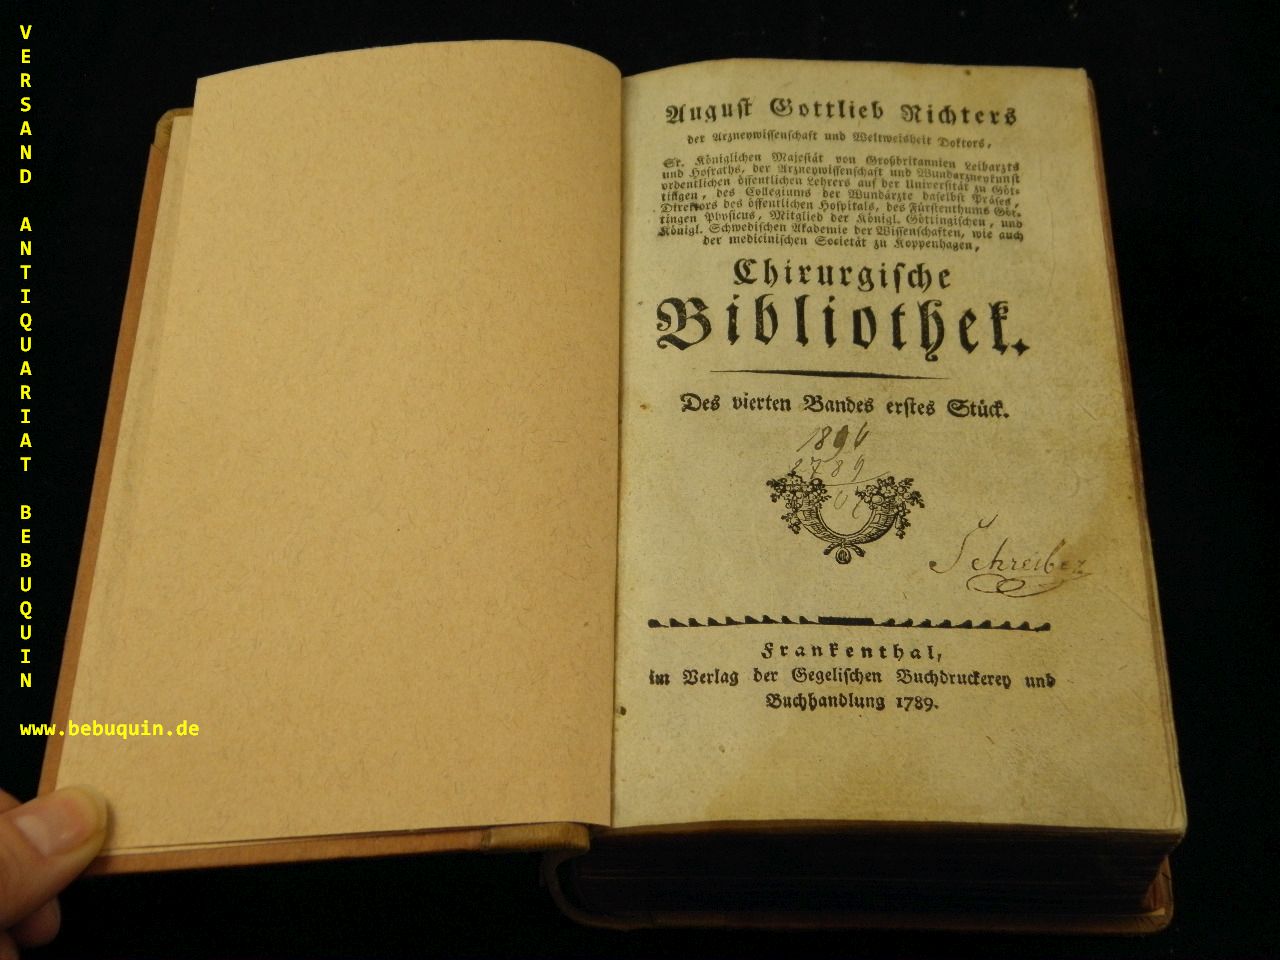 VERSAND ANTIQUARIAT BEBUQUIN
www.bebuquin.de
August Gottlieb Richters
der Arzneywissenschaft und Weltweisheit Doktors,
Sr. Königlichen Majestät von Großbritannien Leibarzts
und Hofraths, der Arzneywissenschaft und Wundarzneykunst
ordentlichen öffentlichen Lehrers auf der Universität zu Göt-
tingen, des Collegiums der Wundärzte daselbst Präses,
Direktors des öffentlichen Hospitals, des Fürstenthums Göt-
tingen Physicus, Mitglied der Königl. Göttingischen, und
Königl. Schwedischen Akademie der Wissenschaften, wie auch
der medicinischen Societät zu Koppenhagen,
Chirurgische
Bibliothek.
Des vierten Bandes erstes Stück.
1789
Schreiber
Frankenthal,
im Verlag der Gegelischen Buchdruckerey und
Buchhandlung 1789.